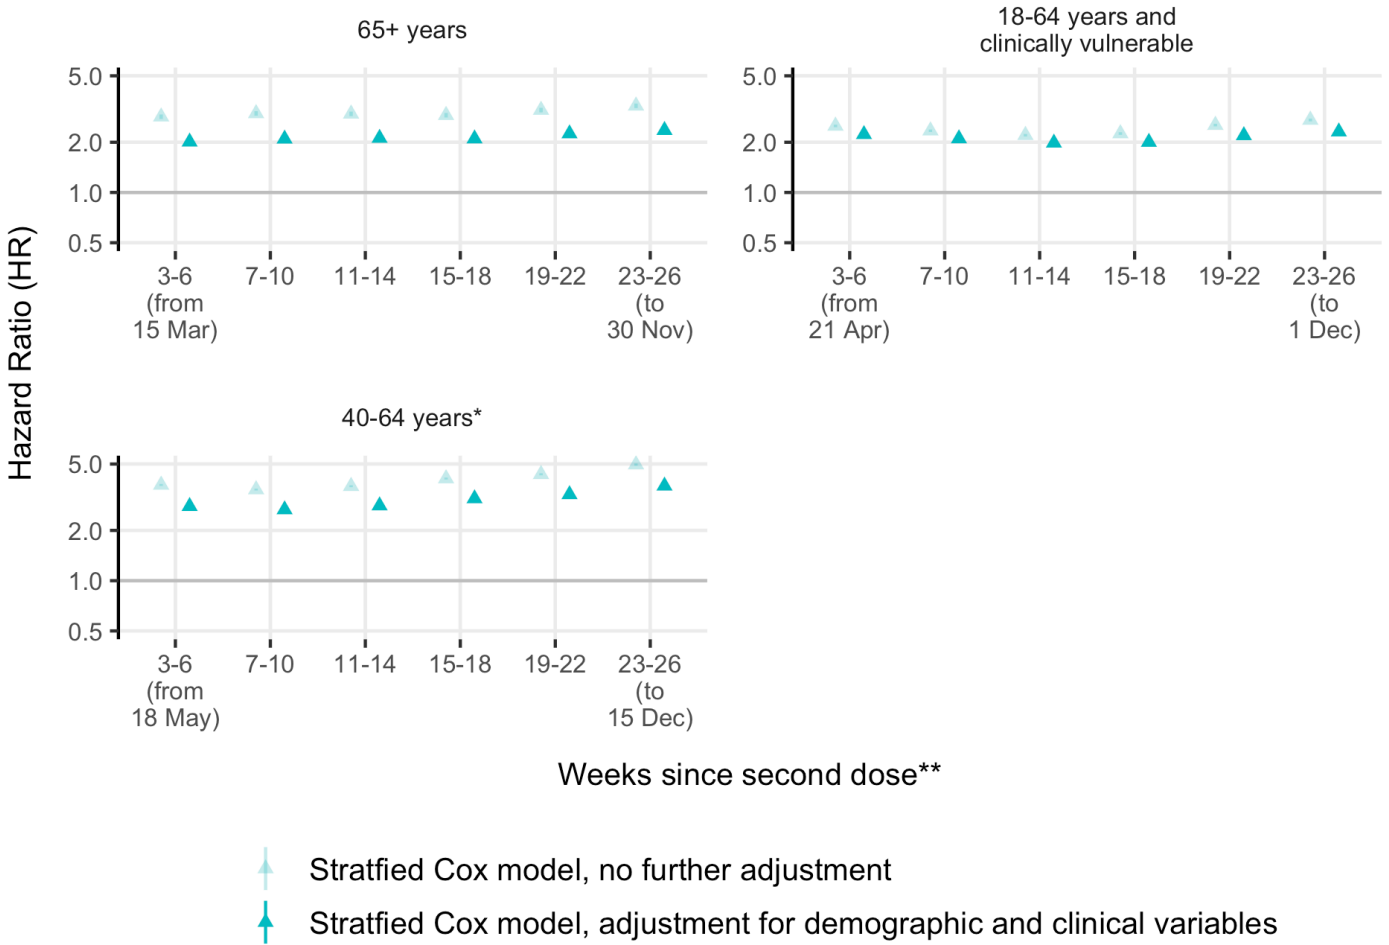 65+ years
18-64 years and
clinically vulnerable
5.0
2.0
1.0
0.5
3-6
(from
15 Mar)
7-10
11-14
15-18
19-22
23-26
(to
30 Nov)
5.0
2.0
1.0
0.5
3-6
(from
21 Apr)
7-10
11-14
15-18
19-22
23-26
(to
1 Dec)
Hazard Ratio (HR)
40-64 years*
5.0
2.0
1.0
0.5
3-6
(from
18 May)
7-10
11-14
15-18
19-22
23-26
(to
15 Dec)
Weeks since second dose**
Stratfied Cox model, no further adjustment
Stratfied Cox model, adjustment for demographic and clinical variables